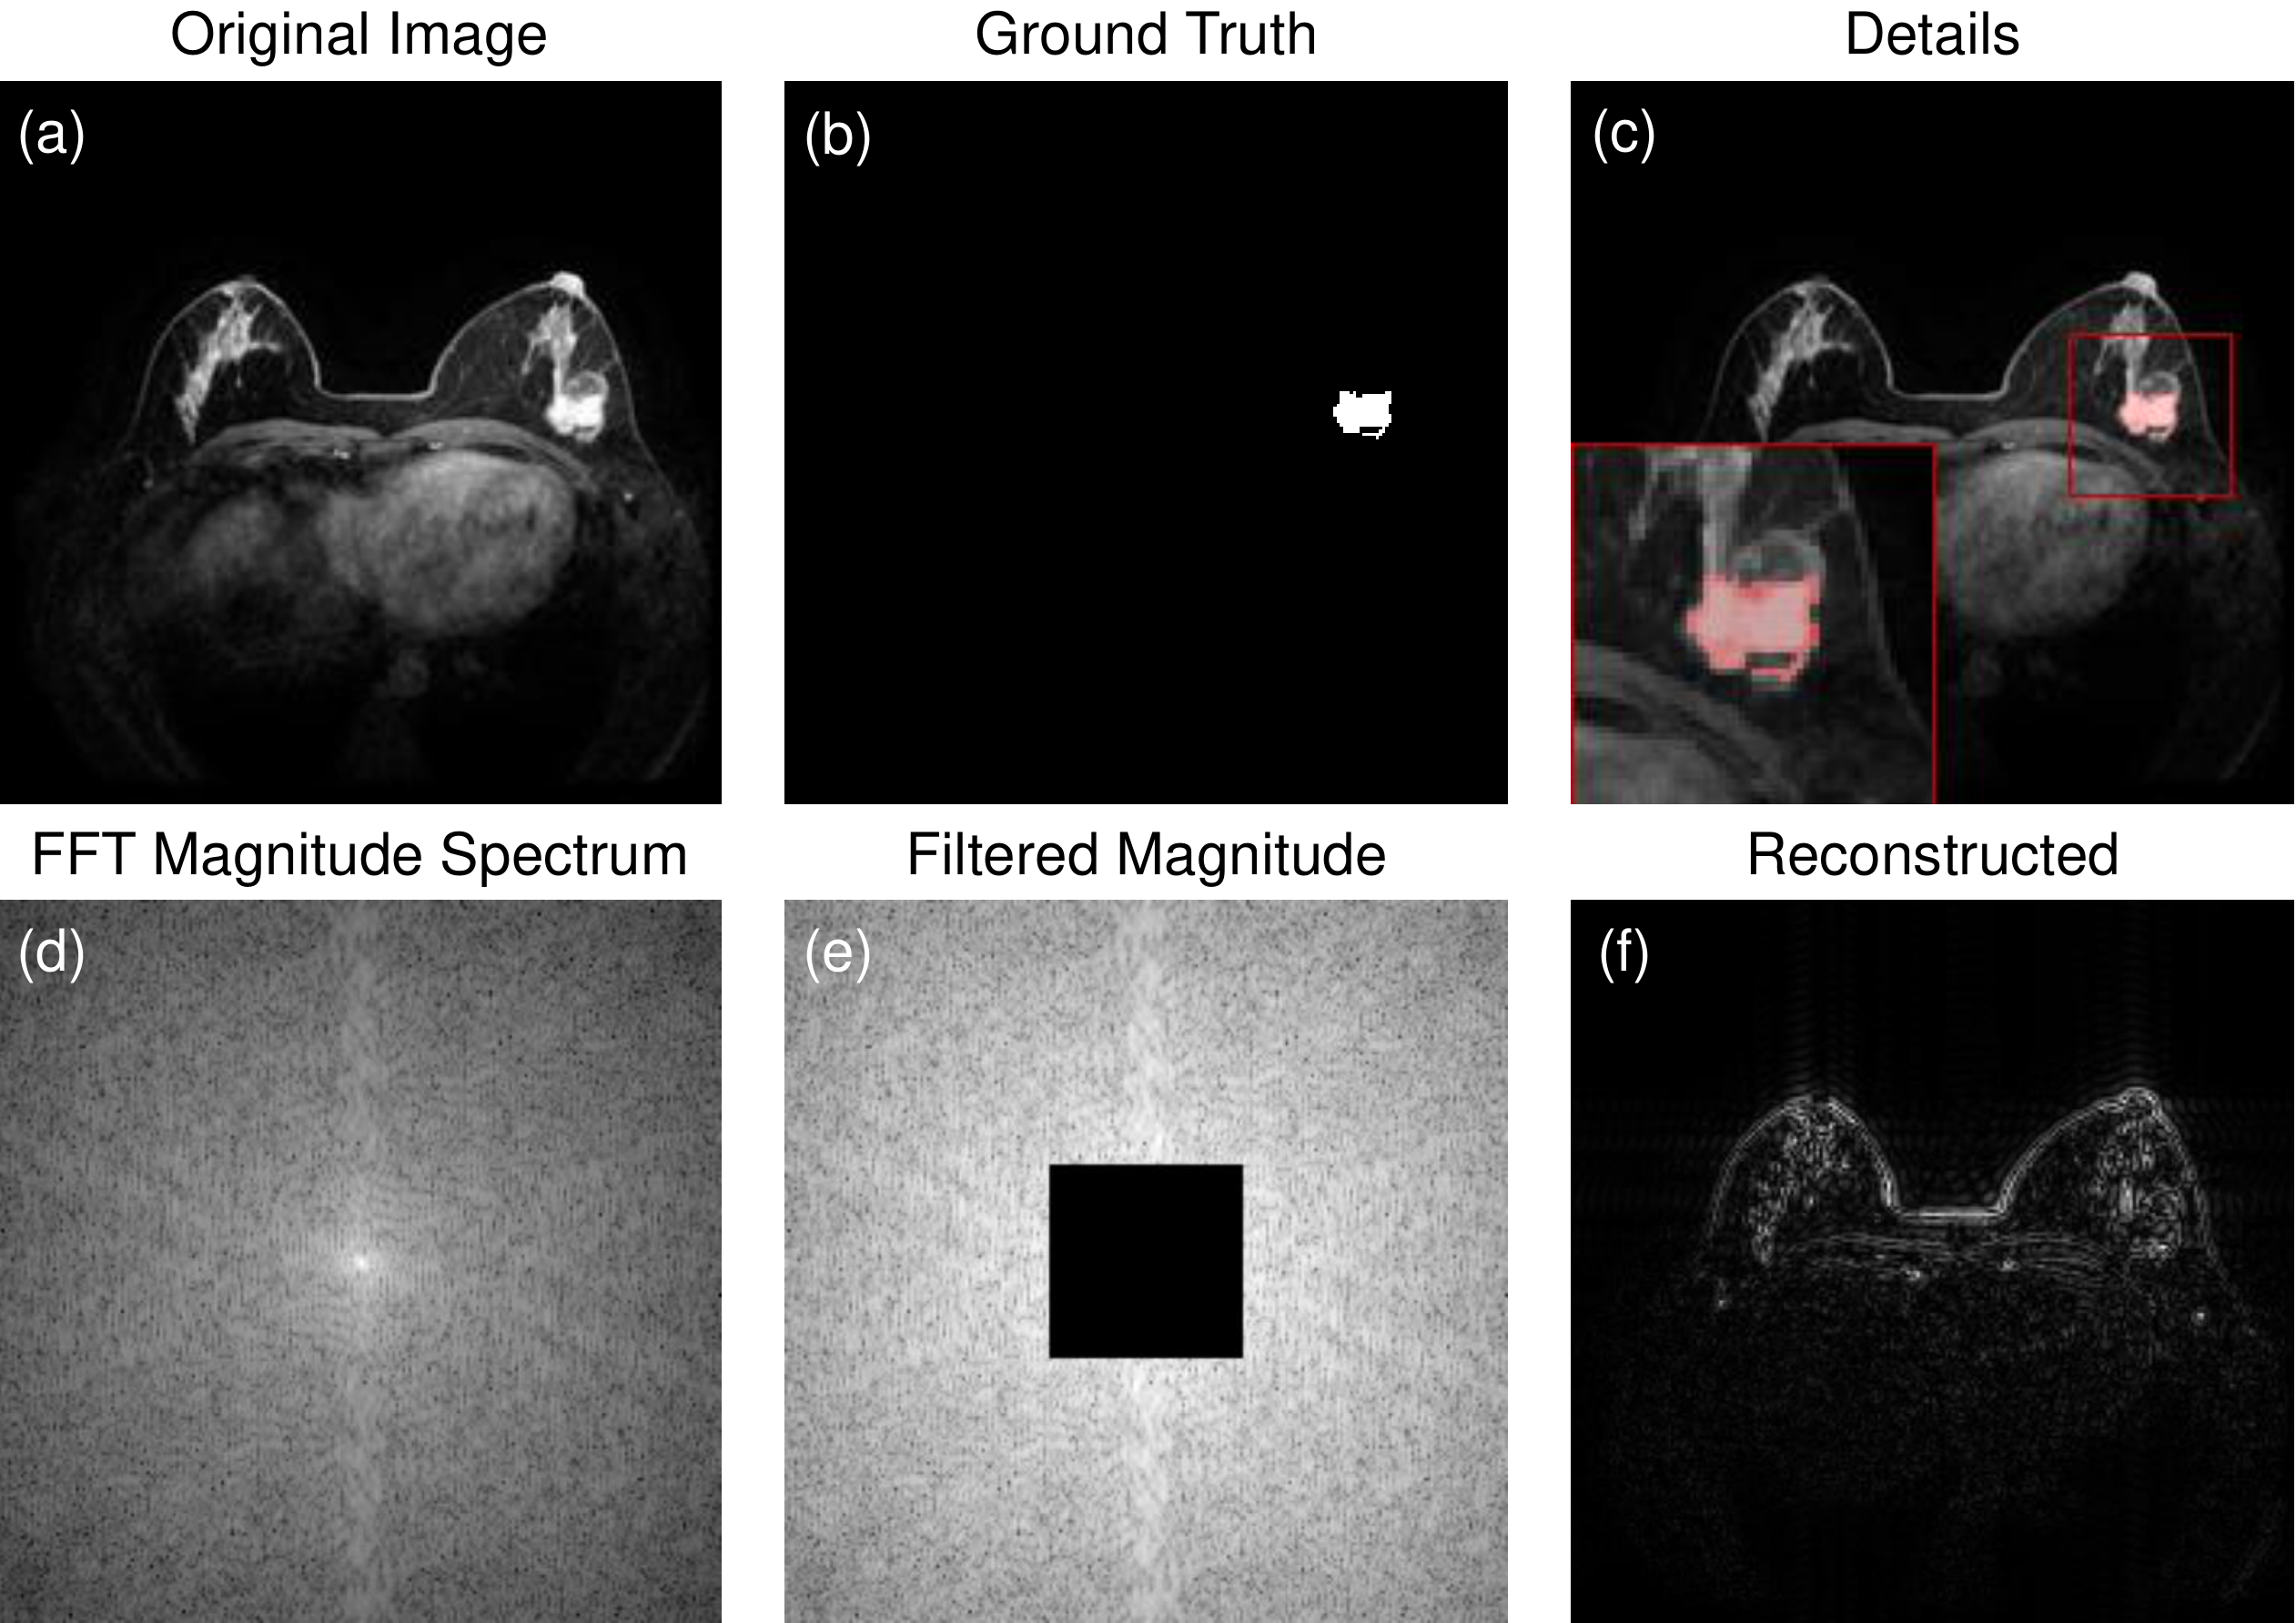 Original Image
Ground Truth
Details
(a)
(b)
(c)
FFT Magnitude Spectrum
Filtered Magnitude
Reconstructed
(d)
(e)
(f)